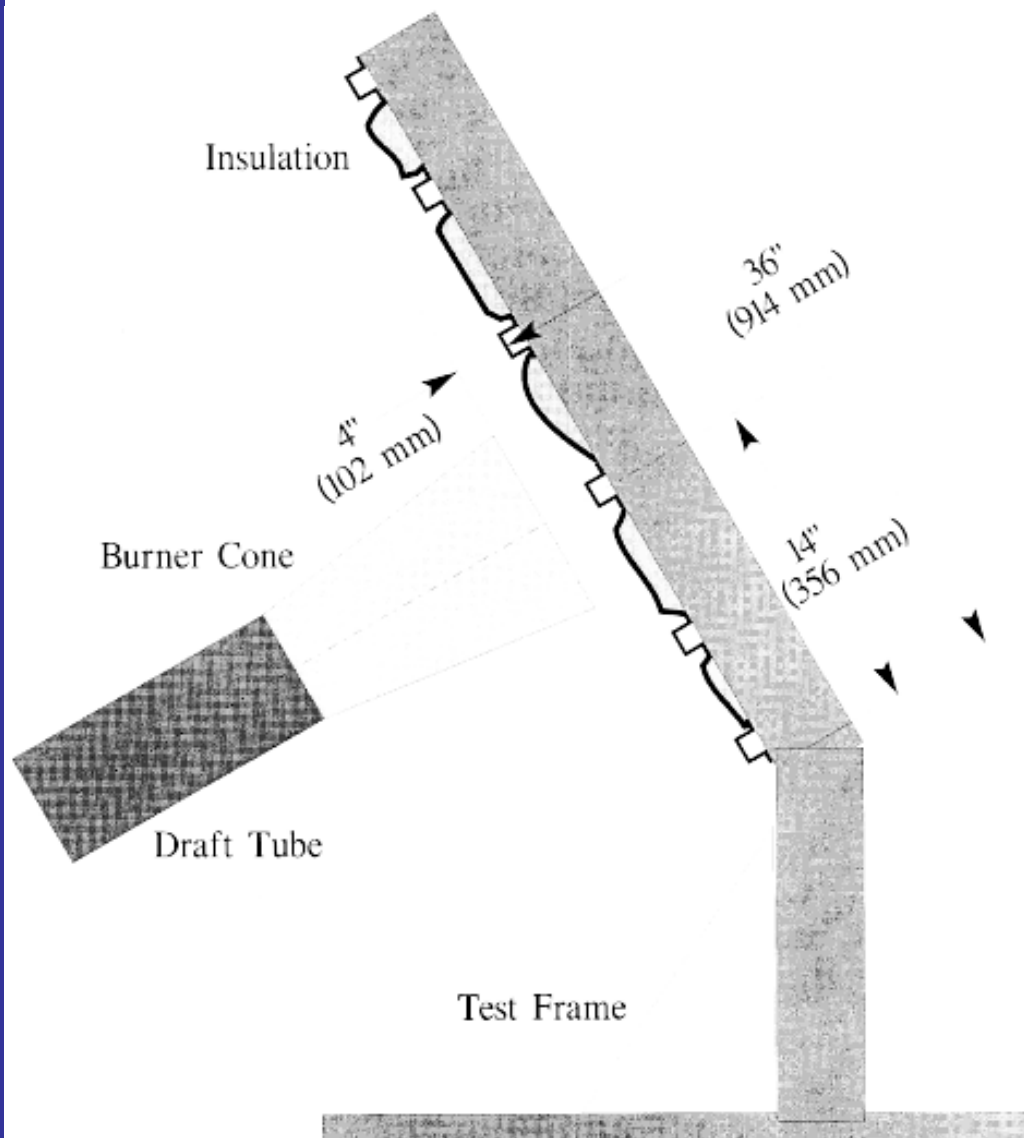 Insulation
36"
(914 mm)
4"
(102 mm)
Burner Cone
14"
(356 mm)
Draft Tube
Test Frame